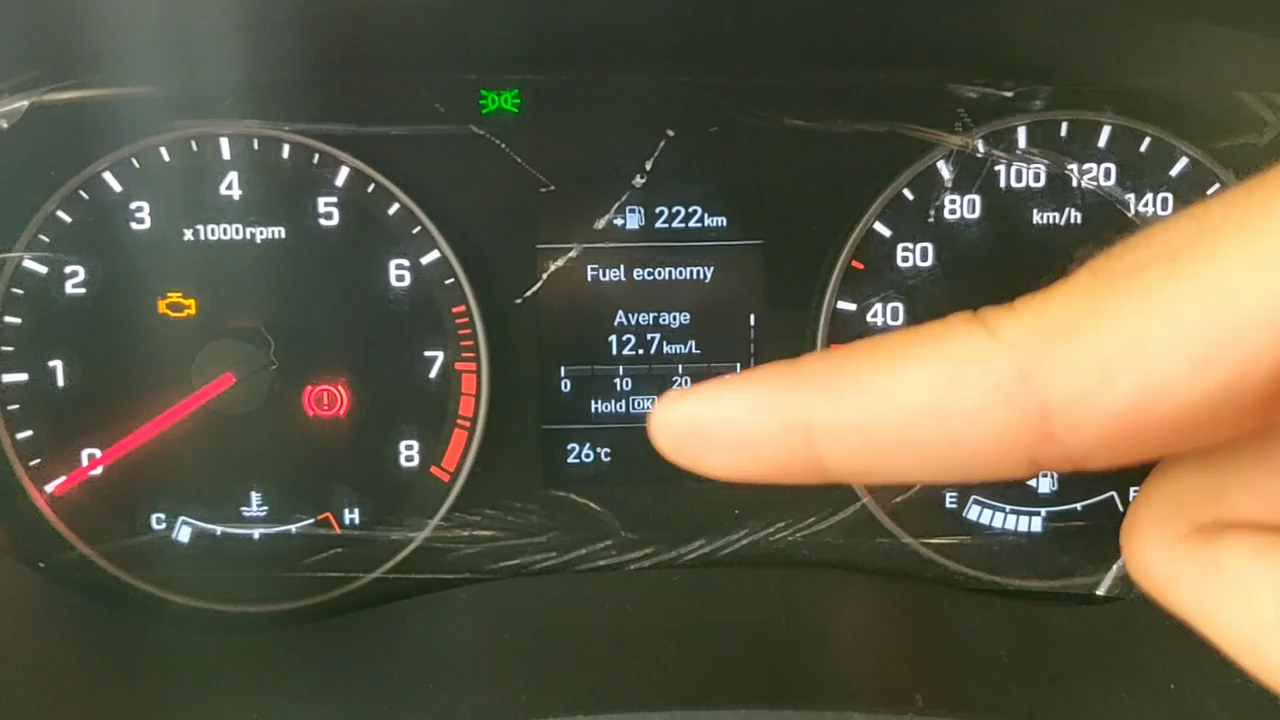 4
3
5
x1000rpm
2
6
1
7
0
8
C
H
222km
Fuel economy
Average
12.7km/L
0 10 20
Hold OK
26°C
100 120
80
140
km/h
60
40
E